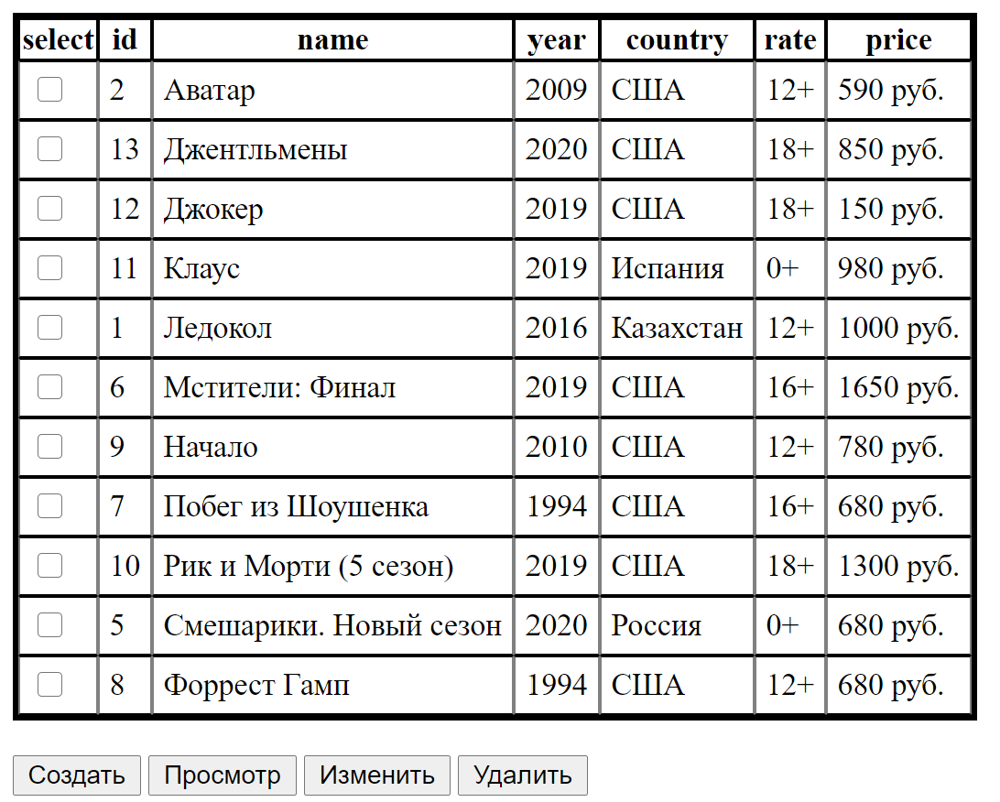 select id name year country rate price
2 Аватар 2009 США 12+ 590 руб.
13 Джентльмены 2020 США 18+ 850 руб.
12 Джокер 2019 США 18+ 150 руб.
11 Клаус 2019 Испания 0+ 980 руб.
1 Ледокол 2016 Казахстан 12+ 1000 руб.
6 Мстители: Финал 2019 США 16+ 1650 руб.
9 Начало 2010 США 12+ 780 руб.
7 Побег из Шоушенка 1994 США 16+ 680 руб.
10 Рик и Морти (5 сезон) 2019 США 18+ 1300 руб.
5 Смешарики. Новый сезон 2020 Россия 0+ 680 руб.
8 Форрест Гамп 1994 США 12+ 680 руб.
Создать Просмотр Изменить Удалить